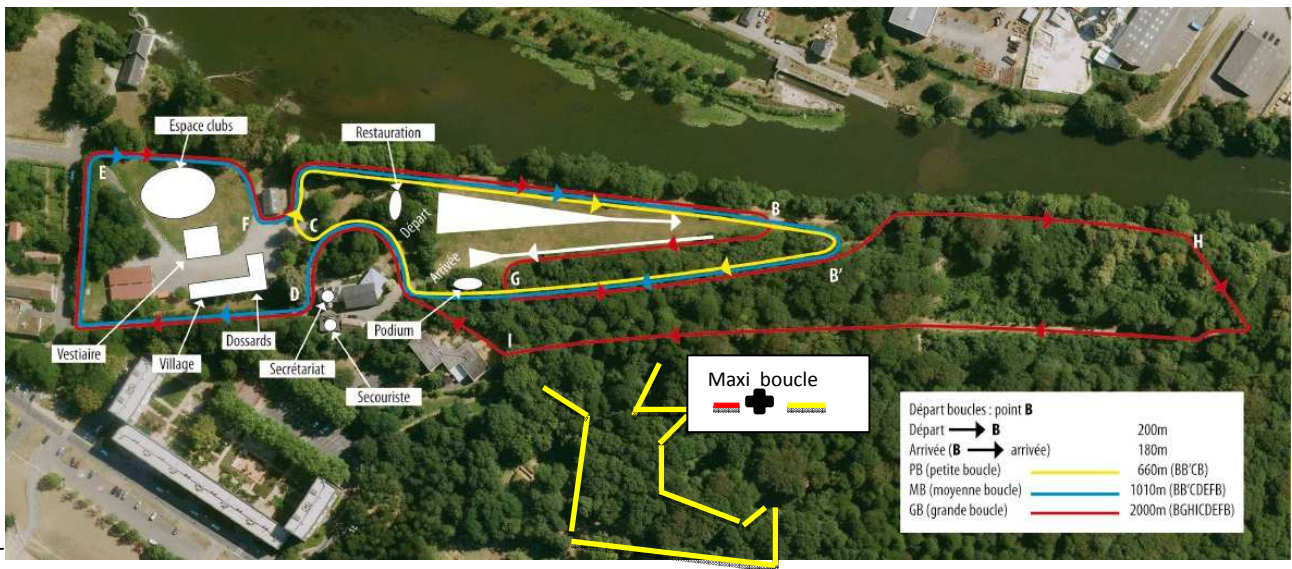 Espace clubs
Restauration
E
F
C
Départ
B
H
Arrivée
G
B'
D
Podium
I
Vestiaire
Village
Dossards
Secrétariat
Secouriste
Maxi boucle
Départ boucles : point B
Départ B 200m
Arrivée (B arrivée) 180m
PB (petite boucle) 660m (BB'CB)
MB (moyenne boucle) 1010m (BB'CDEFB)
GB (grande boucle) 2000m (BGHICDEFB)